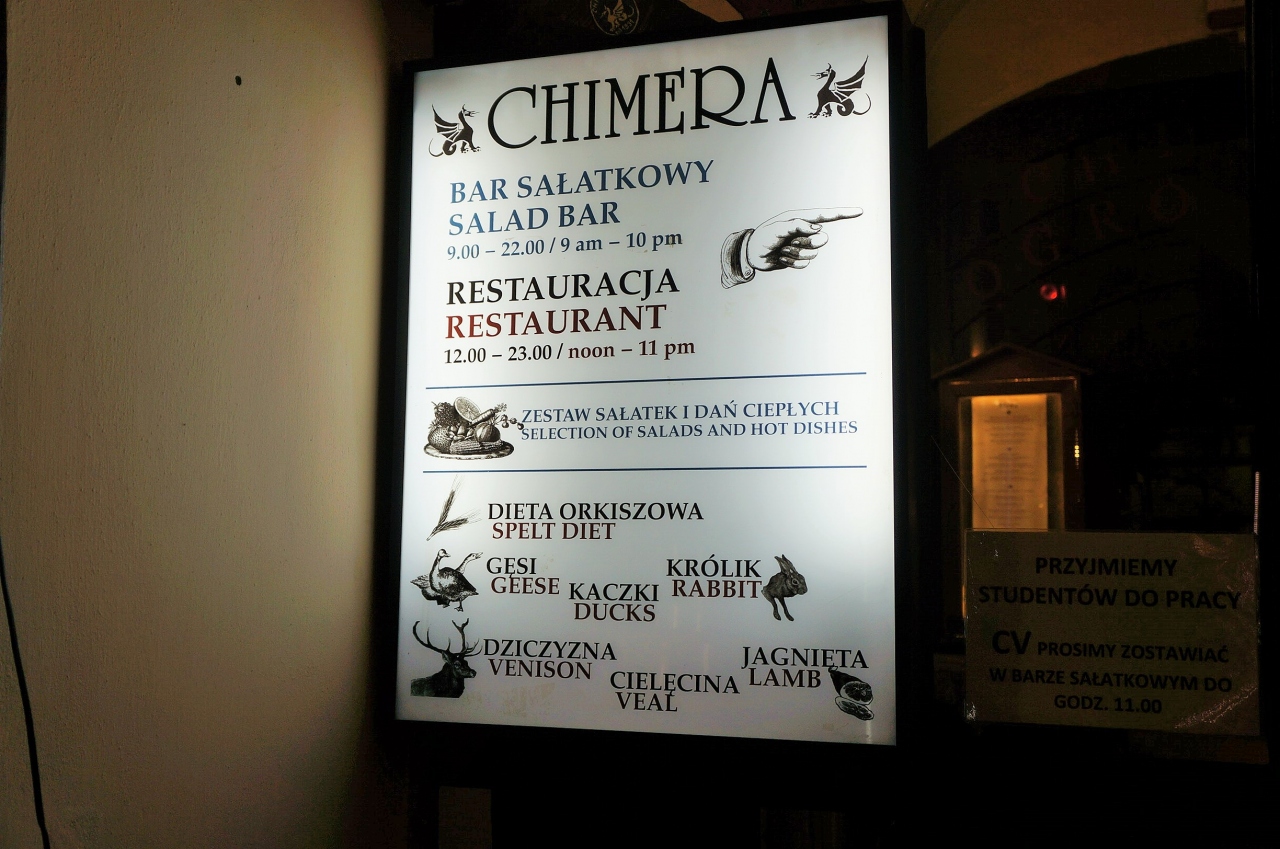 CHIMERA
BAR SAŁATKOWY
SALAD BAR
9.00 – 22.00 / 9 am – 10 pm
RESTAURACJA
RESTAURANT
12.00 – 23.00 / noon – 11 pm
ZESTAW SAŁATEK I DAŃ CIEPŁYCH
SELECTION OF SALADS AND HOT DISHES
DIETA ORKISZOWA
SPELT DIET
GĘSI
GEESE
KACZKI
DUCKS
KRÓLIK
RABBIT
DZICZYZNA
VENISON
CIELĘCINA
VEAL
JAGNIĘTA
LAMB
PRZYJMIEMY
STUDENTÓW DO PRACY
CV PROSIMY ZOSTAWIAĆ
W BARZE SAŁATKOWYM DO
GODZ. 11.00